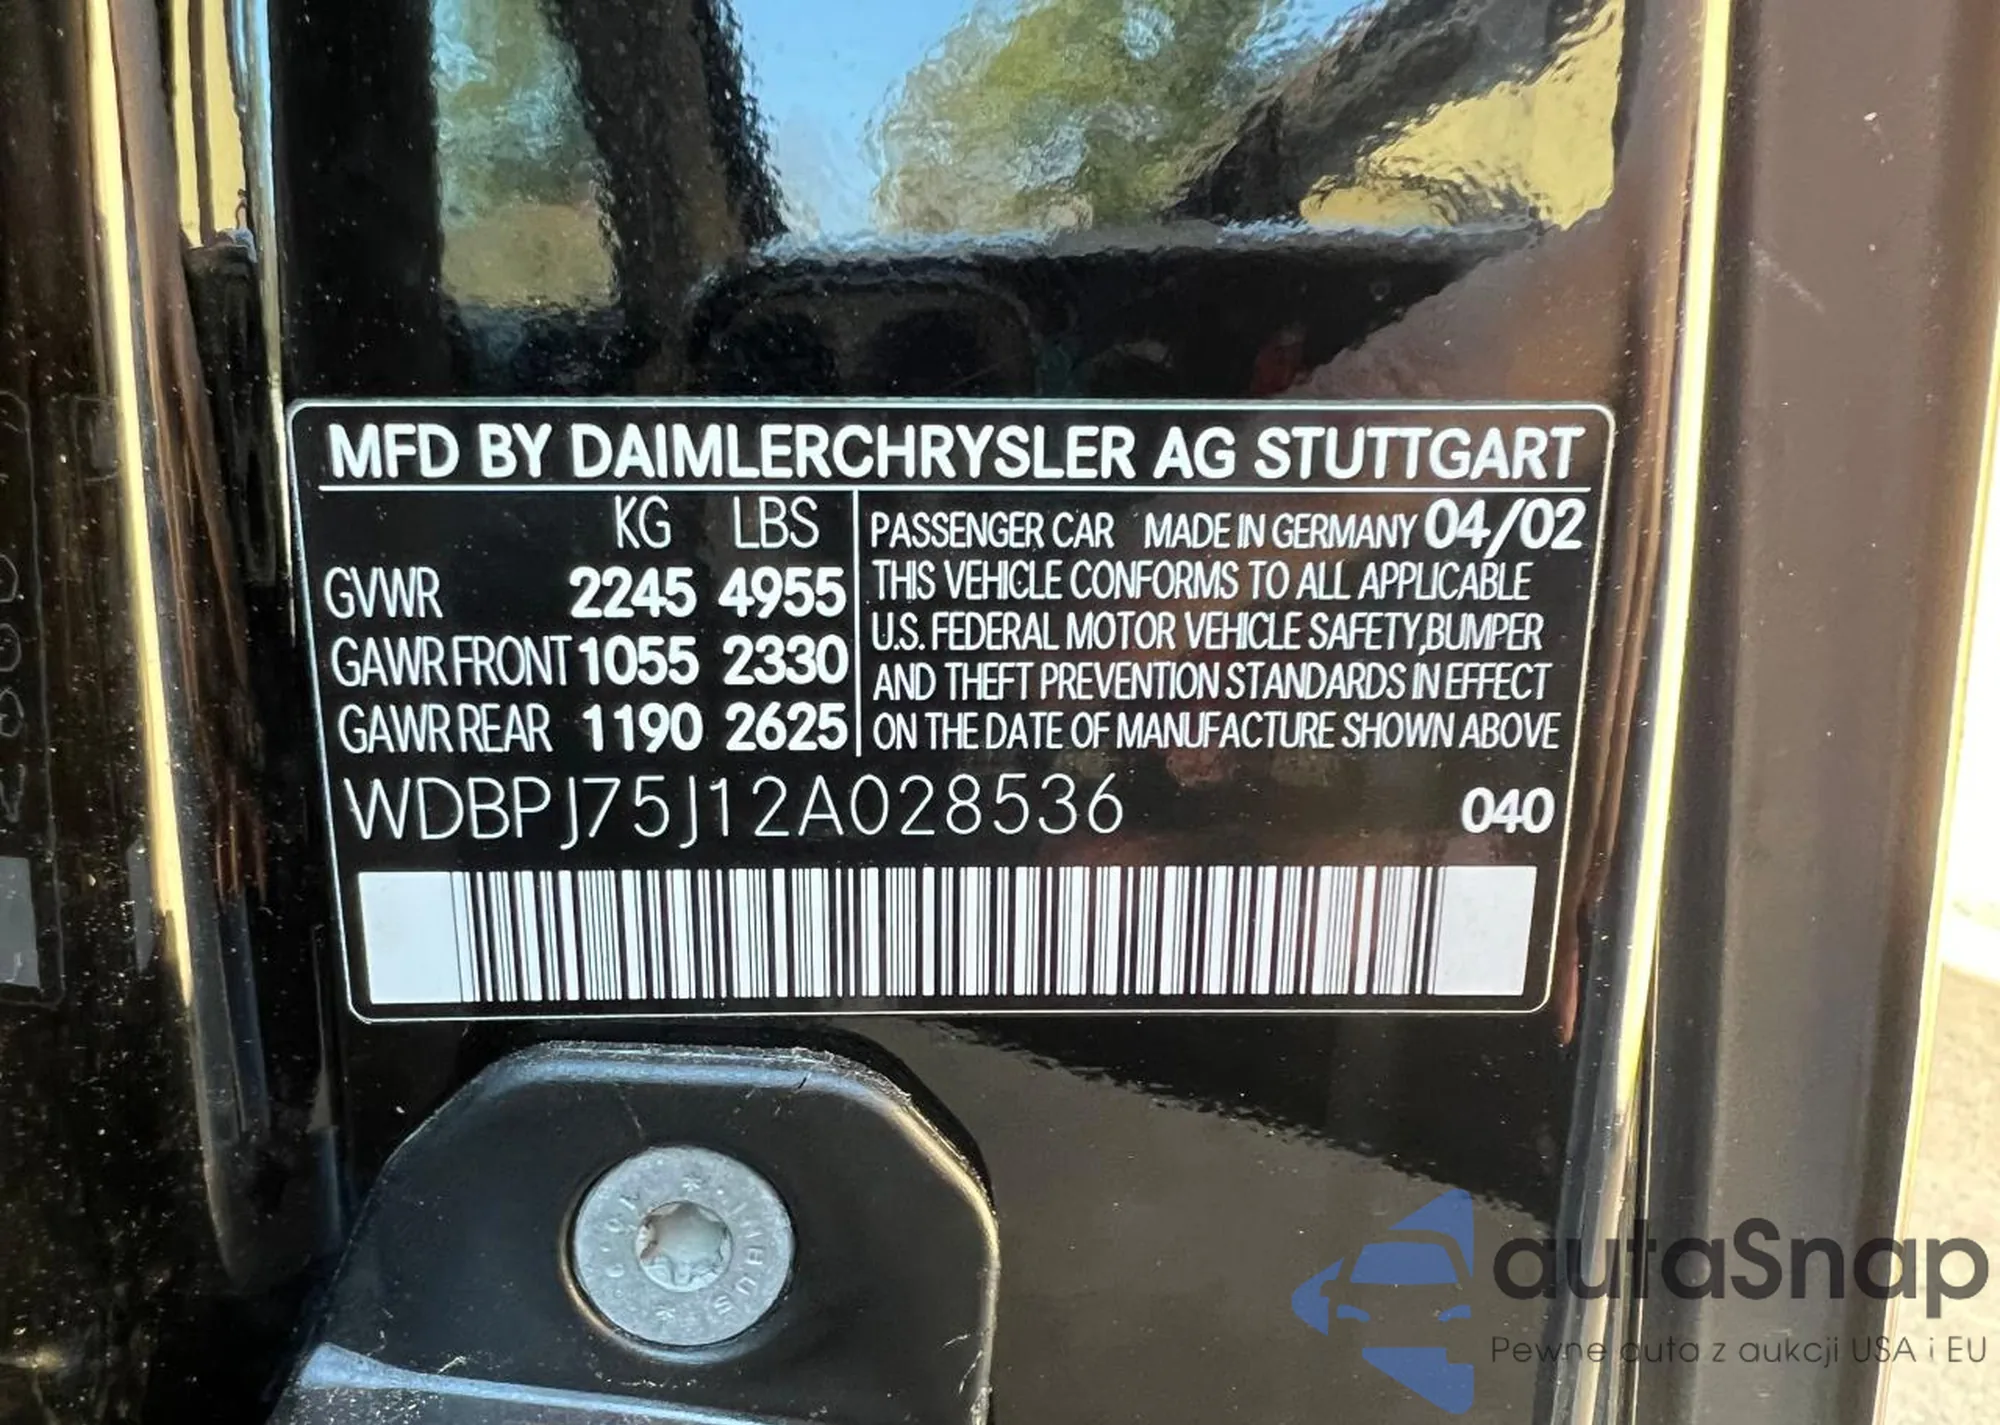 MFD BY DAIMLERCHRYSLER AG STUTTGART
KG LBS
GVWR 2245 4955
GAWR FRONT 1055 2330
GAWR REAR 1190 2625
PASSENGER CAR MADE IN GERMANY 04/02
THIS VEHICLE CONFORMS TO ALL APPLICABLE
U.S. FEDERAL MOTOR VEHICLE SAFETY, BUMPER
AND THEFT PREVENTION STANDARDS IN EFFECT
ON THE DATE OF MANUFACTURE SHOWN ABOVE
WDBPJ75J12A028536 040
autaSnap
Pewne auta z aukcji USA i EU